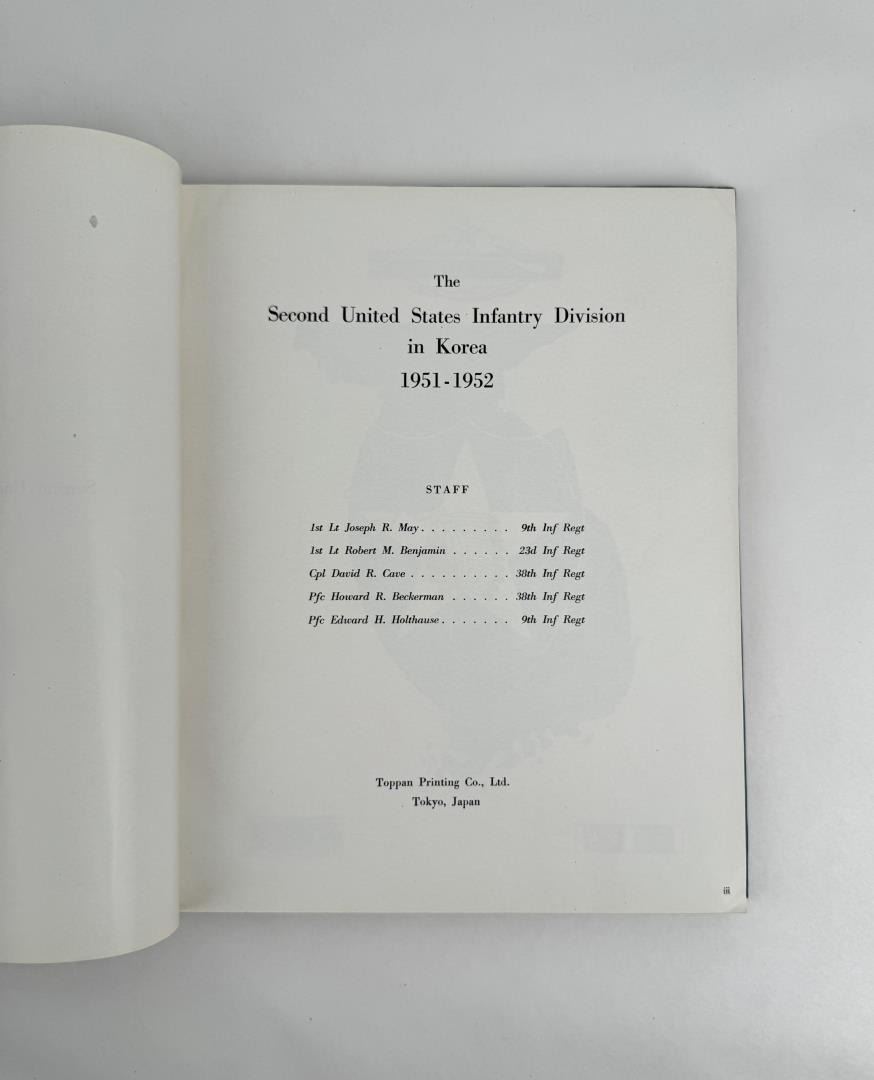 The
Second United States Infantry Division
in Korea
1951-1952
STAFF
1st Lt Joseph R. May . . . . . . . . . 9th Inf Regt
1st Lt Robert M. Benjamin . . . . . . 23d Inf Regt
Cpl David R. Cave . . . . . . . . . . 38th Inf Regt
Pfc Howard R. Beckerman . . . . . . 38th Inf Regt
Pfc Edward H. Holthause . . . . . . . 9th Inf Regt
Toppan Printing Co., Ltd.
Tokyo, Japan
iii